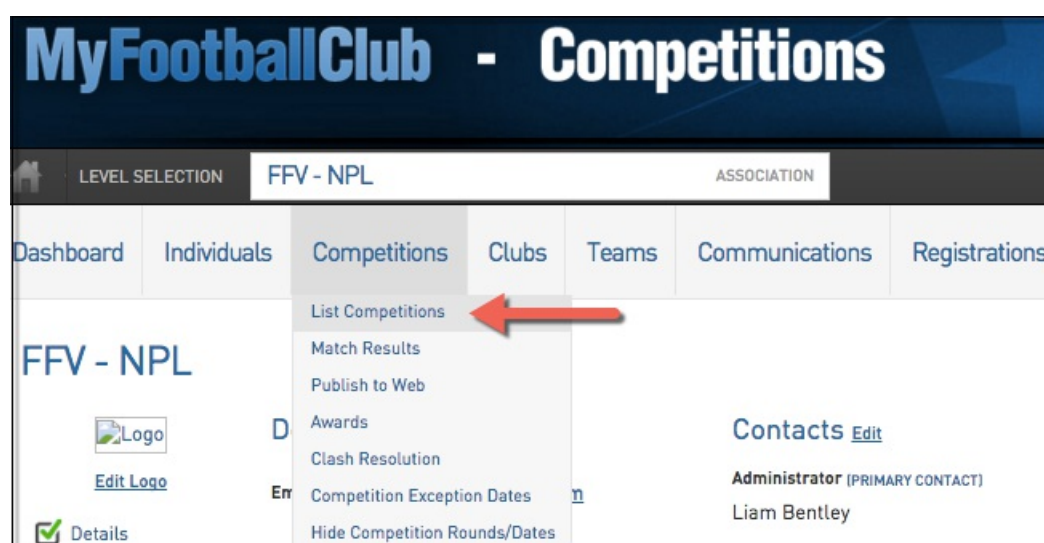 MyFootballClub - Competitions
LEVEL SELECTION FFV - NPL ASSOCIATION
Dashboard Individuals Competitions Clubs Teams Communications Registrations
List Competitions
Match Results
FFV - NPL
Publish to Web
Logo
Awards
Contacts Edit
Clash Resolution
Edit Logo
Administrator (PRIMARY CONTACT)
Competition Exception Dates
Liam Bentley
Details
Hide Competition Rounds/Dates